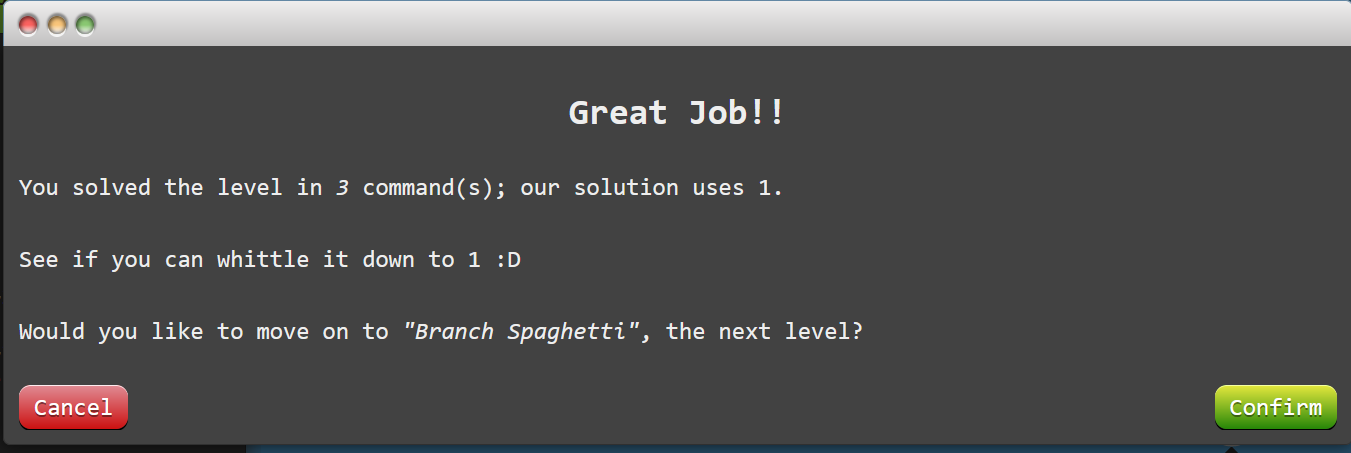 Great Job!!
You solved the level in 3 command(s); our solution uses 1.
See if you can whittle it down to 1 :D
Would you like to move on to "Branch Spaghetti", the next level?
Cancel
Confirm